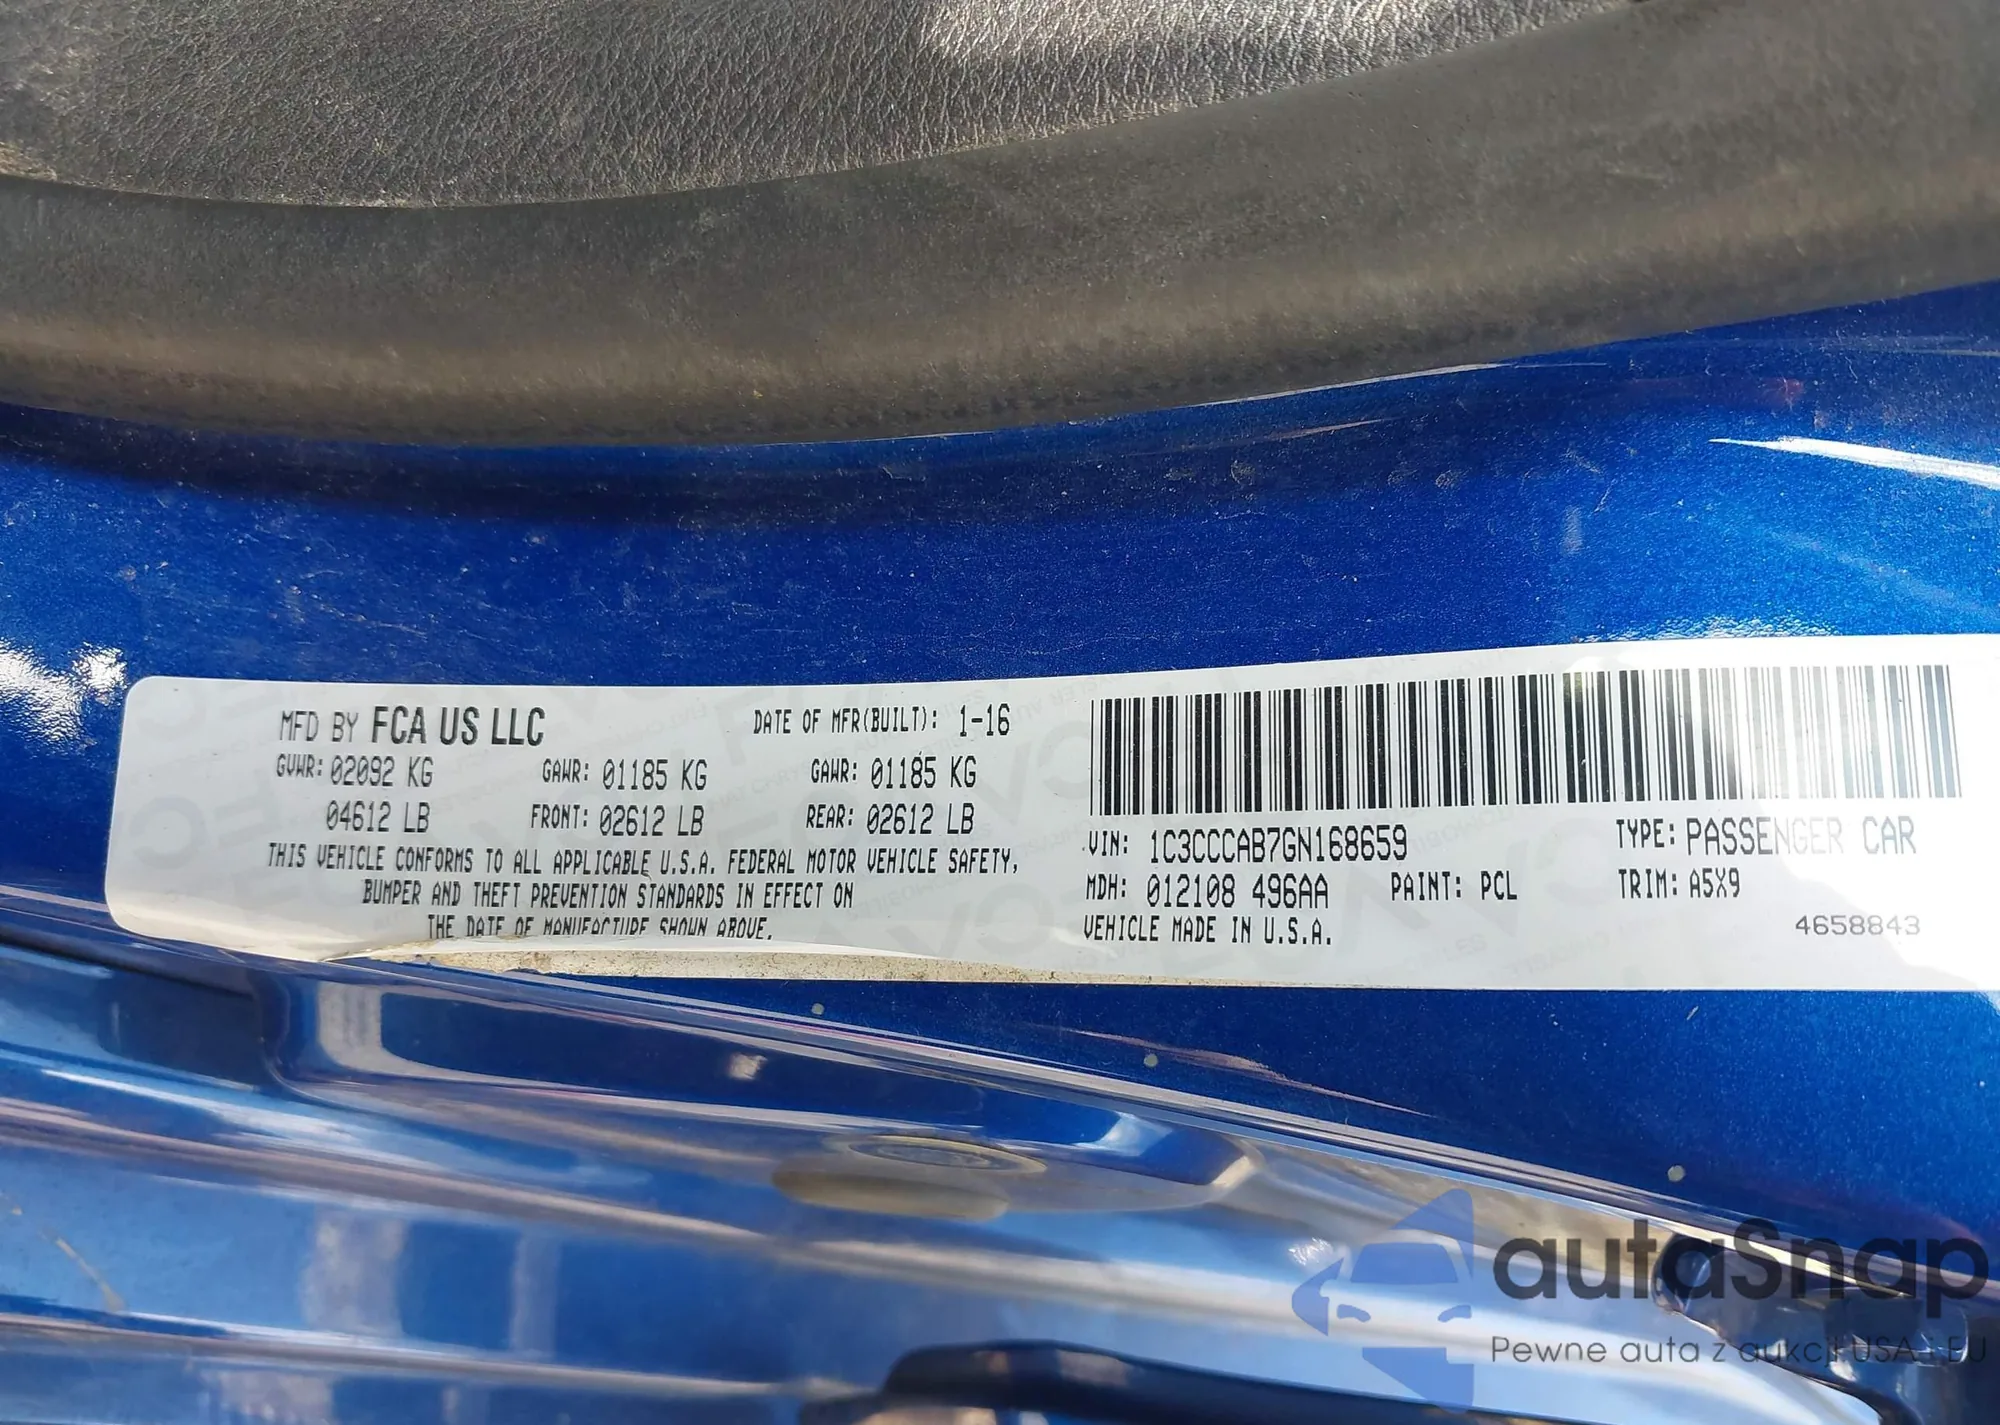 MFD BY FCA US LLC DATE OF MFR(BUILT): 1-16
GVWR: 02092 KG GAWR: 01185 KG GAWR: 01185 KG
04612 LB FRONT: 02612 LB REAR: 02612 LB
THIS VEHICLE CONFORMS TO ALL APPLICABLE U.S.A. FEDERAL MOTOR VEHICLE SAFETY,
BUMPER AND THEFT PREVENTION STANDARDS IN EFFECT ON
THE DATE OF MANUFACTURE SHOWN ABOVE.
VIN: 1C3CCCAB7GN168659 TYPE: PASSENGER CAR
MDH: 012108 496AA PAINT: PCL TRIM: A5X9
VEHICLE MADE IN U.S.A.
4658843
autaSnap
Pewne auta z aukcji USA i EU